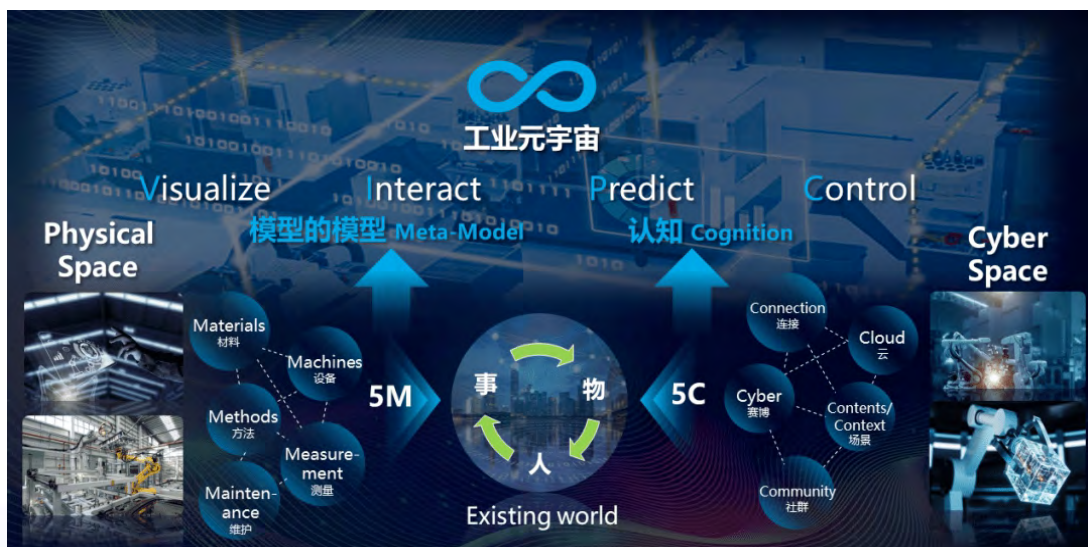 工业元宇宙
Visualize
Interact
Predict
Control
模型的模型 Meta-Model
认知 Cognition
Physical
Space
Cyber
Space
Materials
材料
Machines
设备
Methods
方法
Measure-
ment
测量
Mainten-
ance
维护
5M
事
物
人
Existing world
5C
Connection
连接
Cloud
云
Cyber
赛博
Contents/
Context
场景
Community
社群